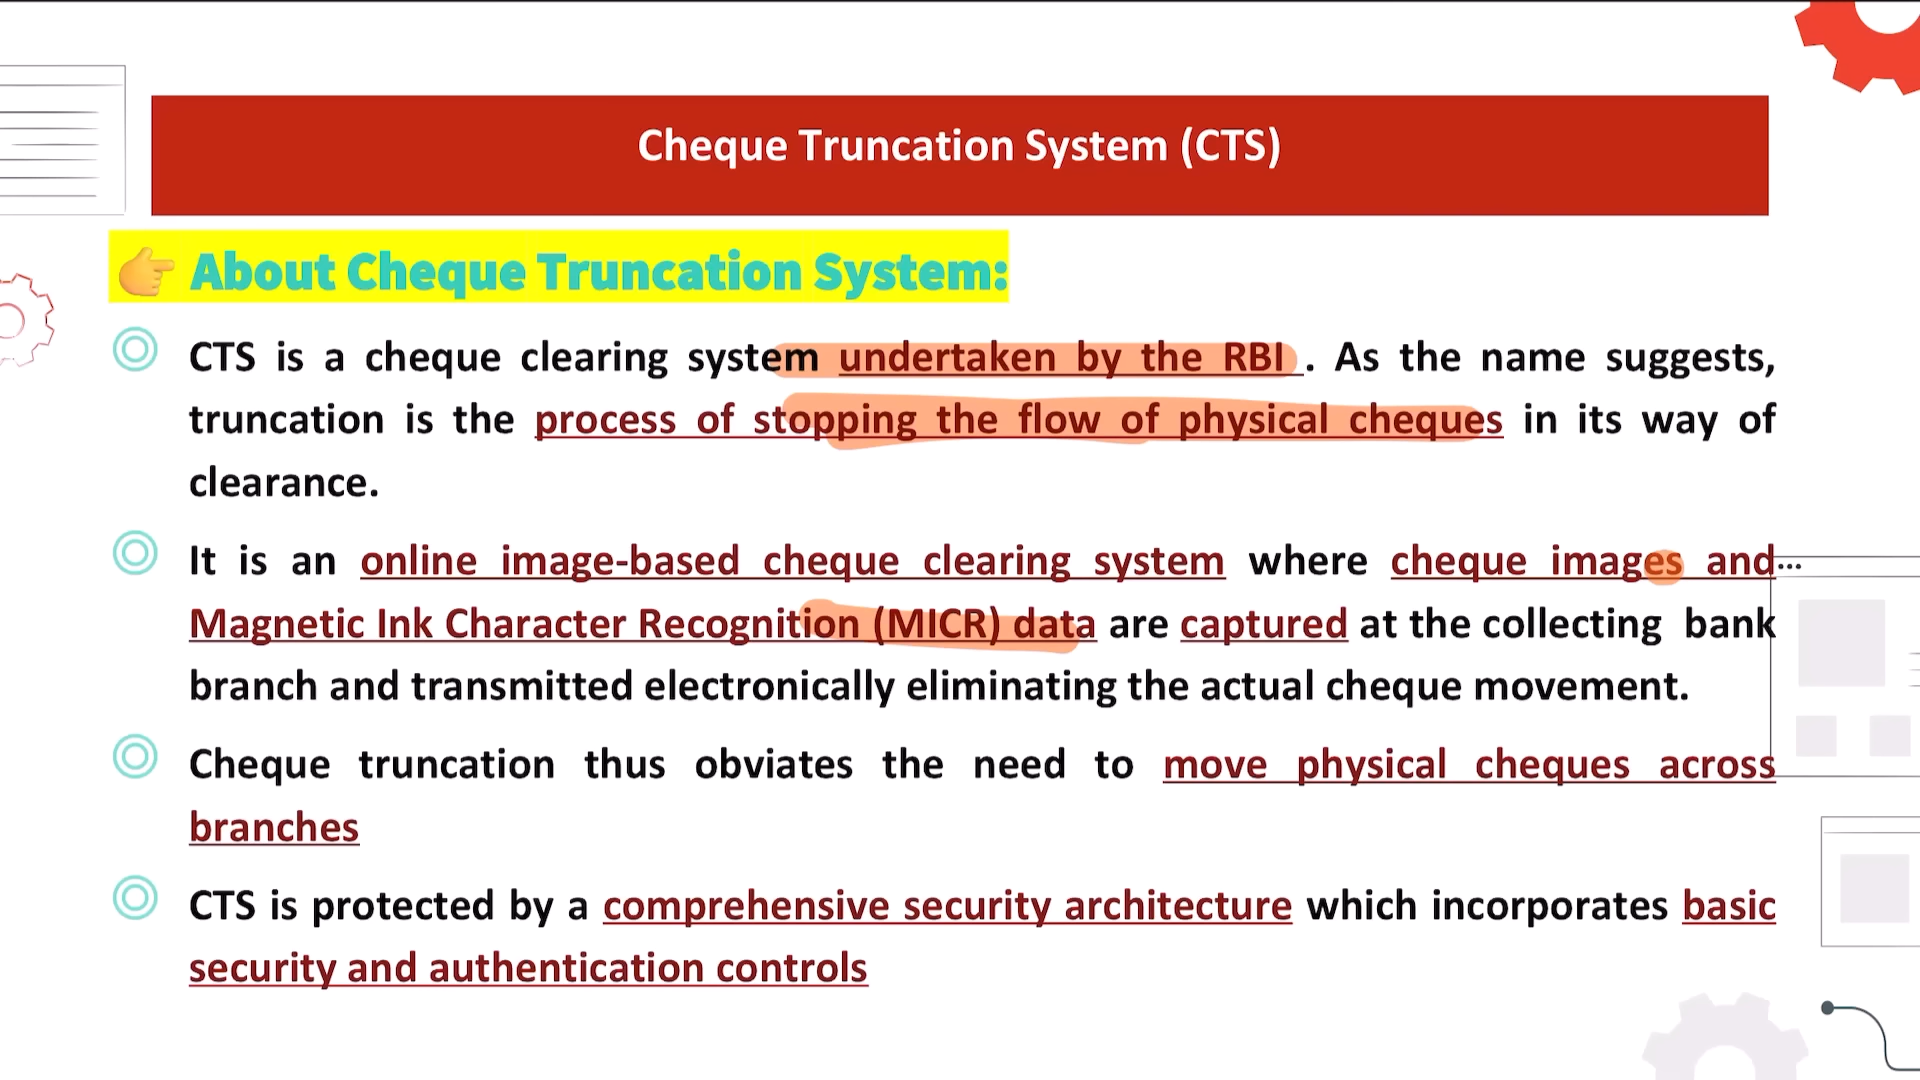 Cheque Truncation System (CTS)
👉 About Cheque Truncation System:
CTS is a cheque clearing system undertaken by the RBI . As the name suggests,
truncation is the process of stopping the flow of physical cheques in its way of
clearance.
It is an online image-based cheque clearing system where cheque images and
Magnetic Ink Character Recognition (MICR) data are captured at the collecting bank
branch and transmitted electronically eliminating the actual cheque movement.
Cheque truncation thus obviates the need to move physical cheques across
branches
CTS is protected by a comprehensive security architecture which incorporates basic
security and authentication controls